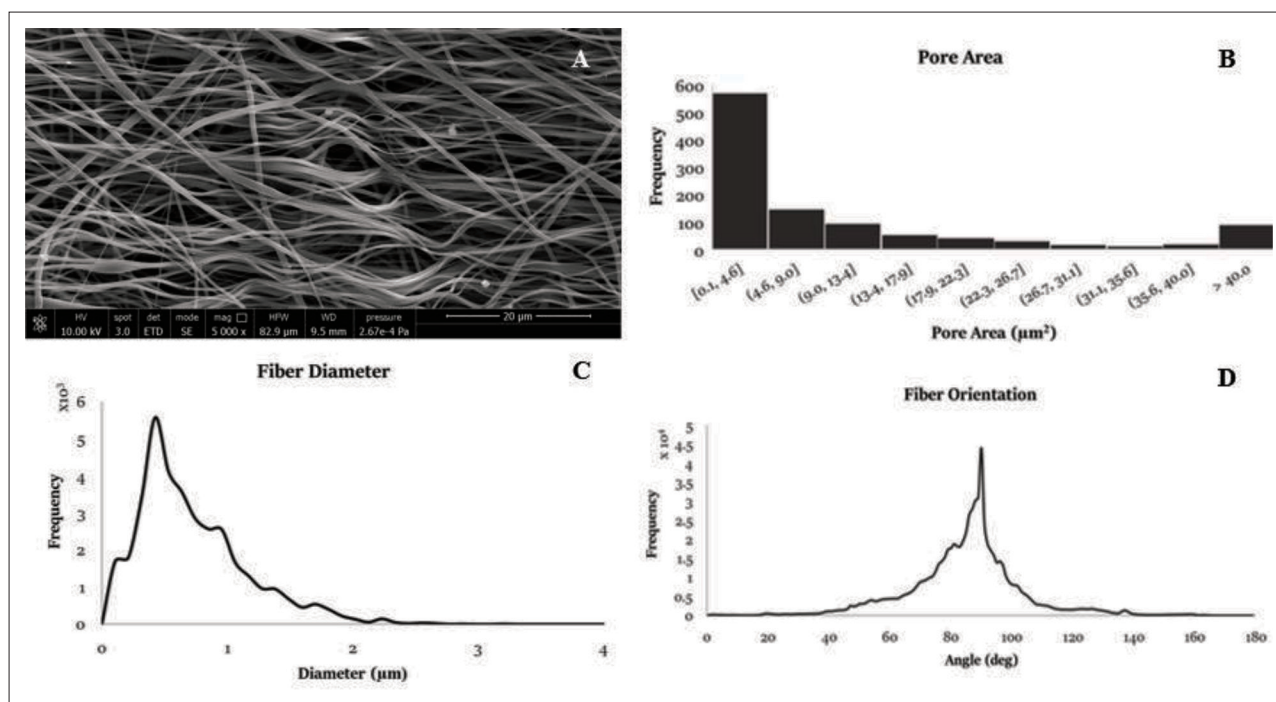 A
HV spot det mode mag HFW WD pressure
10.00 kV 3.0 ETD SE 5 000 x 82.9 µm 9.5 mm 2.67e-4 Pa
20 µm
Pore Area
B
Frequency
600
500
400
300
200
100
0
[0.1, 4.6]
(4.6, 9.0]
(9.0, 13.4]
(13.4, 17.9]
(17.9, 22.3]
(22.3, 26.7]
(26.7, 31.1]
(31.1, 35.6]
(35.6, 40.0]
> 40.0
Pore Area (µm²)
Fiber Diameter
C
x10³
Frequency
6
5
4
3
2
1
0
0 1 2 3 4
Diameter (µm)
Fiber Orientation
D
x 10⁴
Frequency
5
4.5
4
3.5
3
2.5
2
1.5
1
0.5
0
0 20 40 60 80 100 120 140 160 180
Angle (deg)